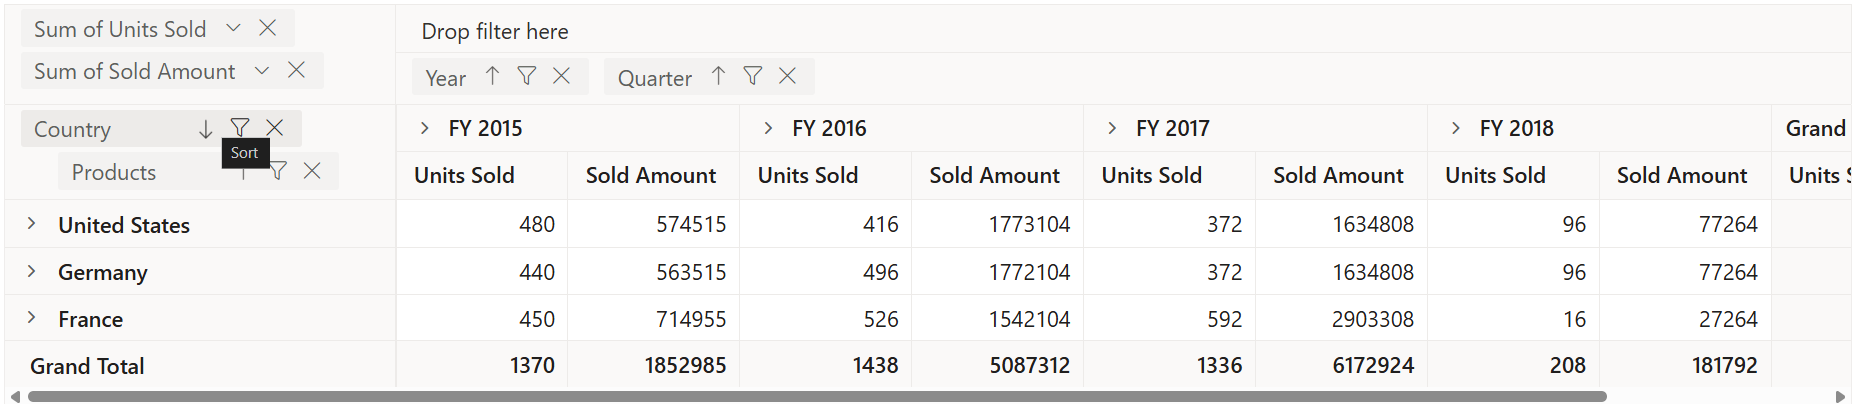 Sum of Units Sold
Sum of Sold Amount
Drop filter here
Year Quarter
Country
Sort
Products
FY 2015 FY 2016 FY 2017 FY 2018 Grand
Units Sold Sold Amount Units Sold Sold Amount Units Sold Sold Amount Units Sold Sold Amount Units S
United States 480 574515 416 1773104 372 1634808 96 77264
Germany 440 563515 496 1772104 372 1634808 96 77264
France 450 714955 526 1542104 592 2903308 16 27264
Grand Total 1370 1852985 1438 5087312 1336 6172924 208 181792